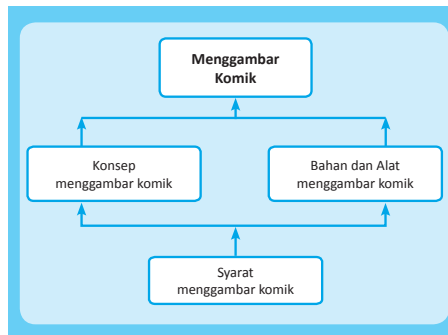 Menggambar
Komik
Konsep
menggambar komik
Bahan dan Alat
menggambar komik
Syarat
menggambar komik